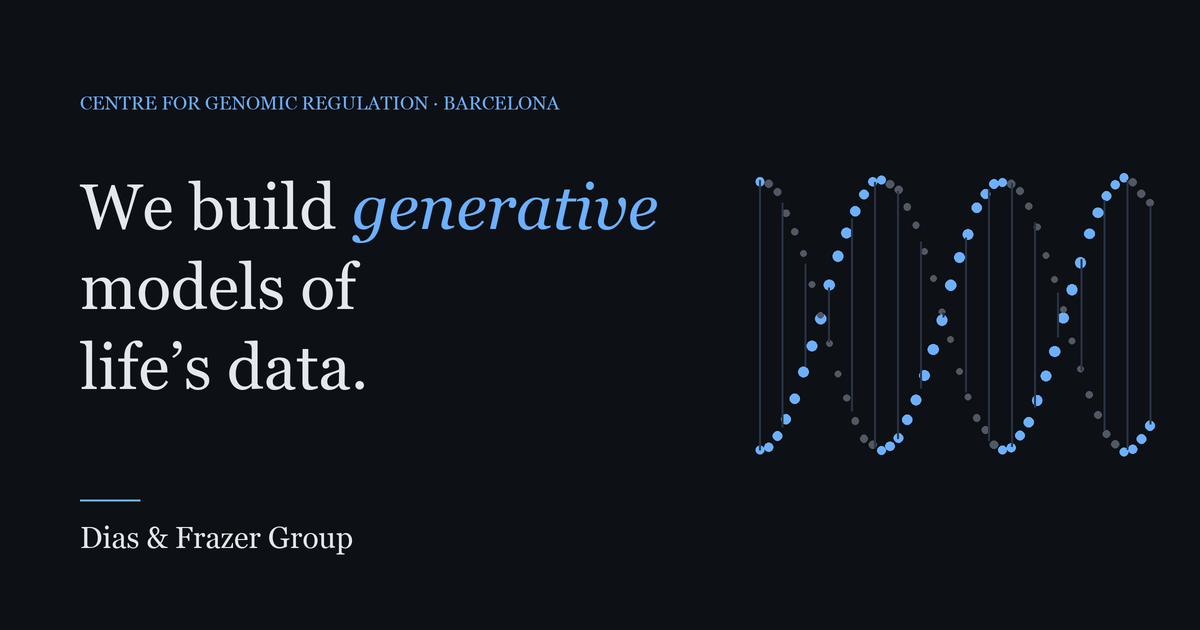 CENTRE FOR GENOMIC REGULATION · BARCELONA
We build generative
models of
life’s data.
Dias & Frazer Group